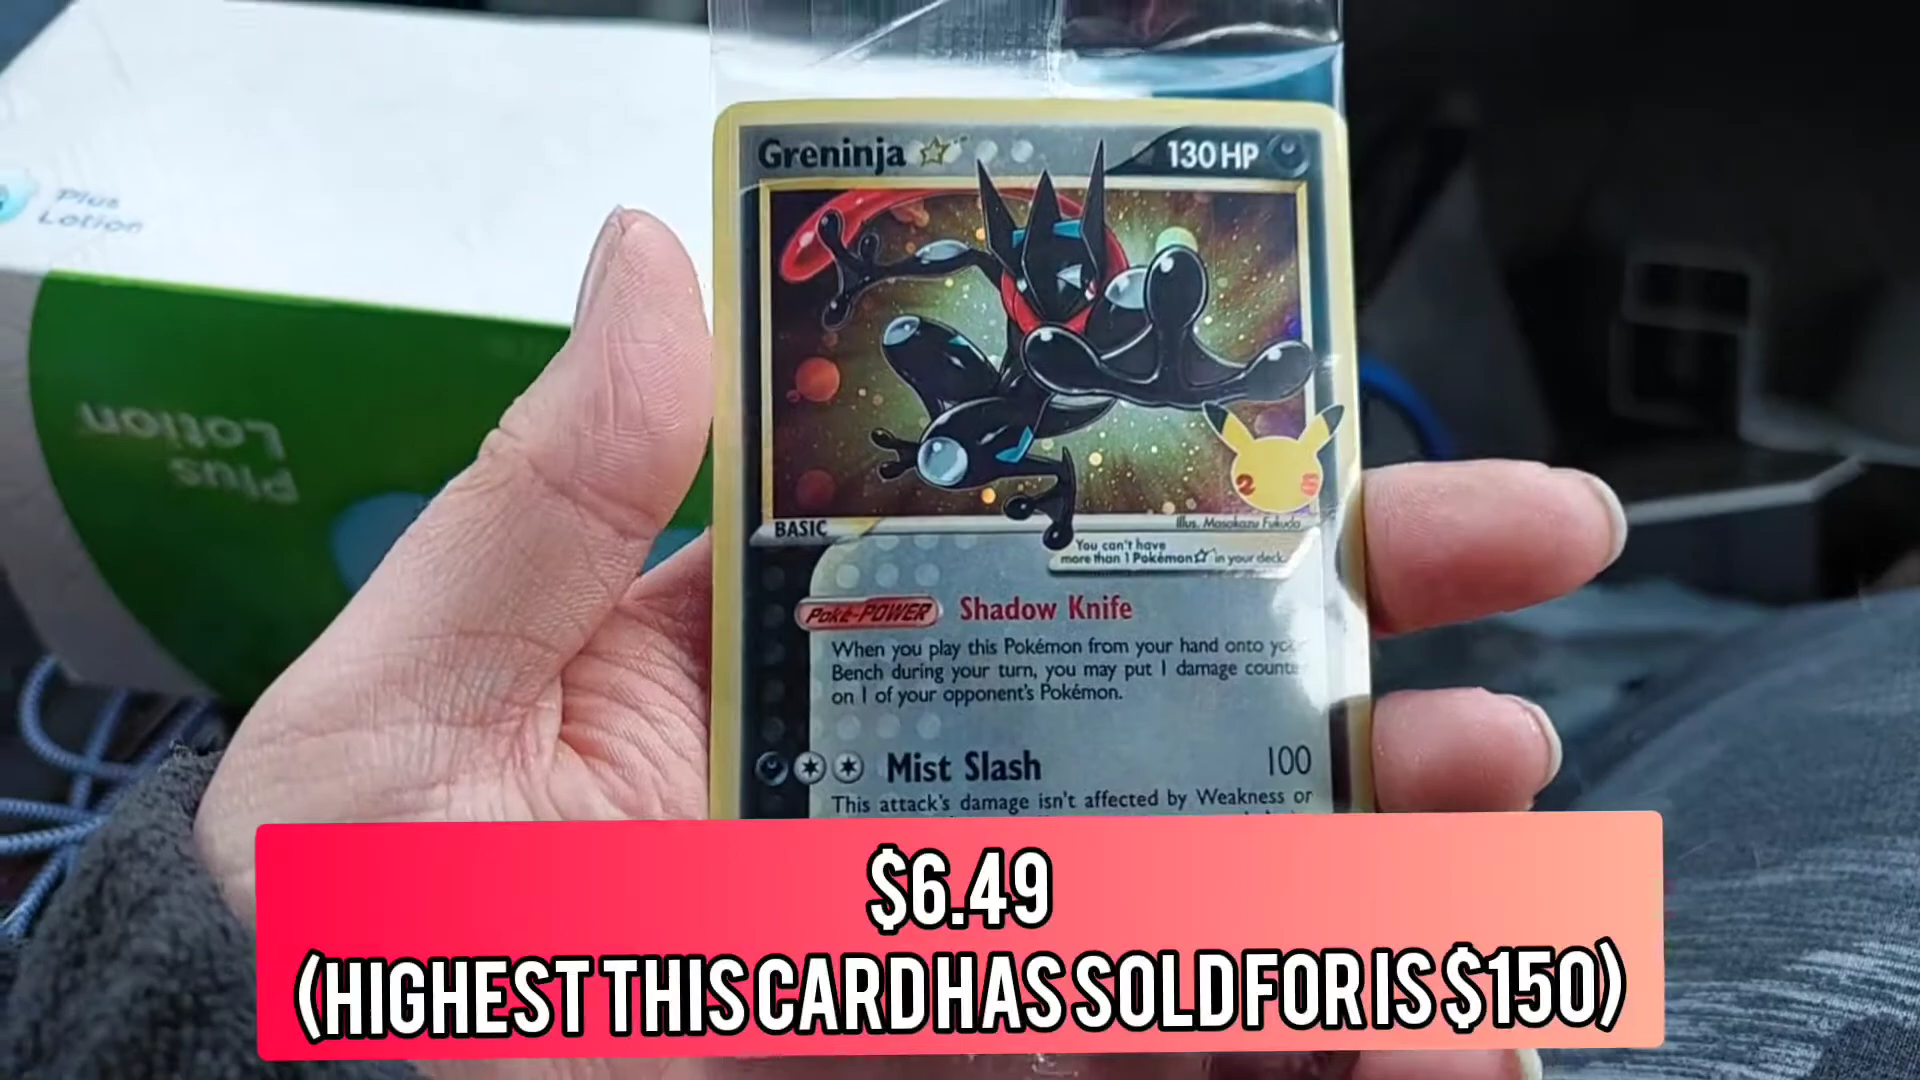 Plus
Lotion
Plus
Lotion
Greninja
130 HP
25
BASIC
Illus. Masakazu Fukuda
You can't have
more than 1 Pokémon☆ in your deck.
Poké-POWER Shadow Knife
When you play this Pokémon from your hand onto your
Bench during your turn, you may put 1 damage counter
on 1 of your opponent's Pokémon.
Mist Slash 100
This attack's damage isn't affected by Weakness or
$6.49
(HIGHEST THIS CARD HAS SOLD FOR IS $150)